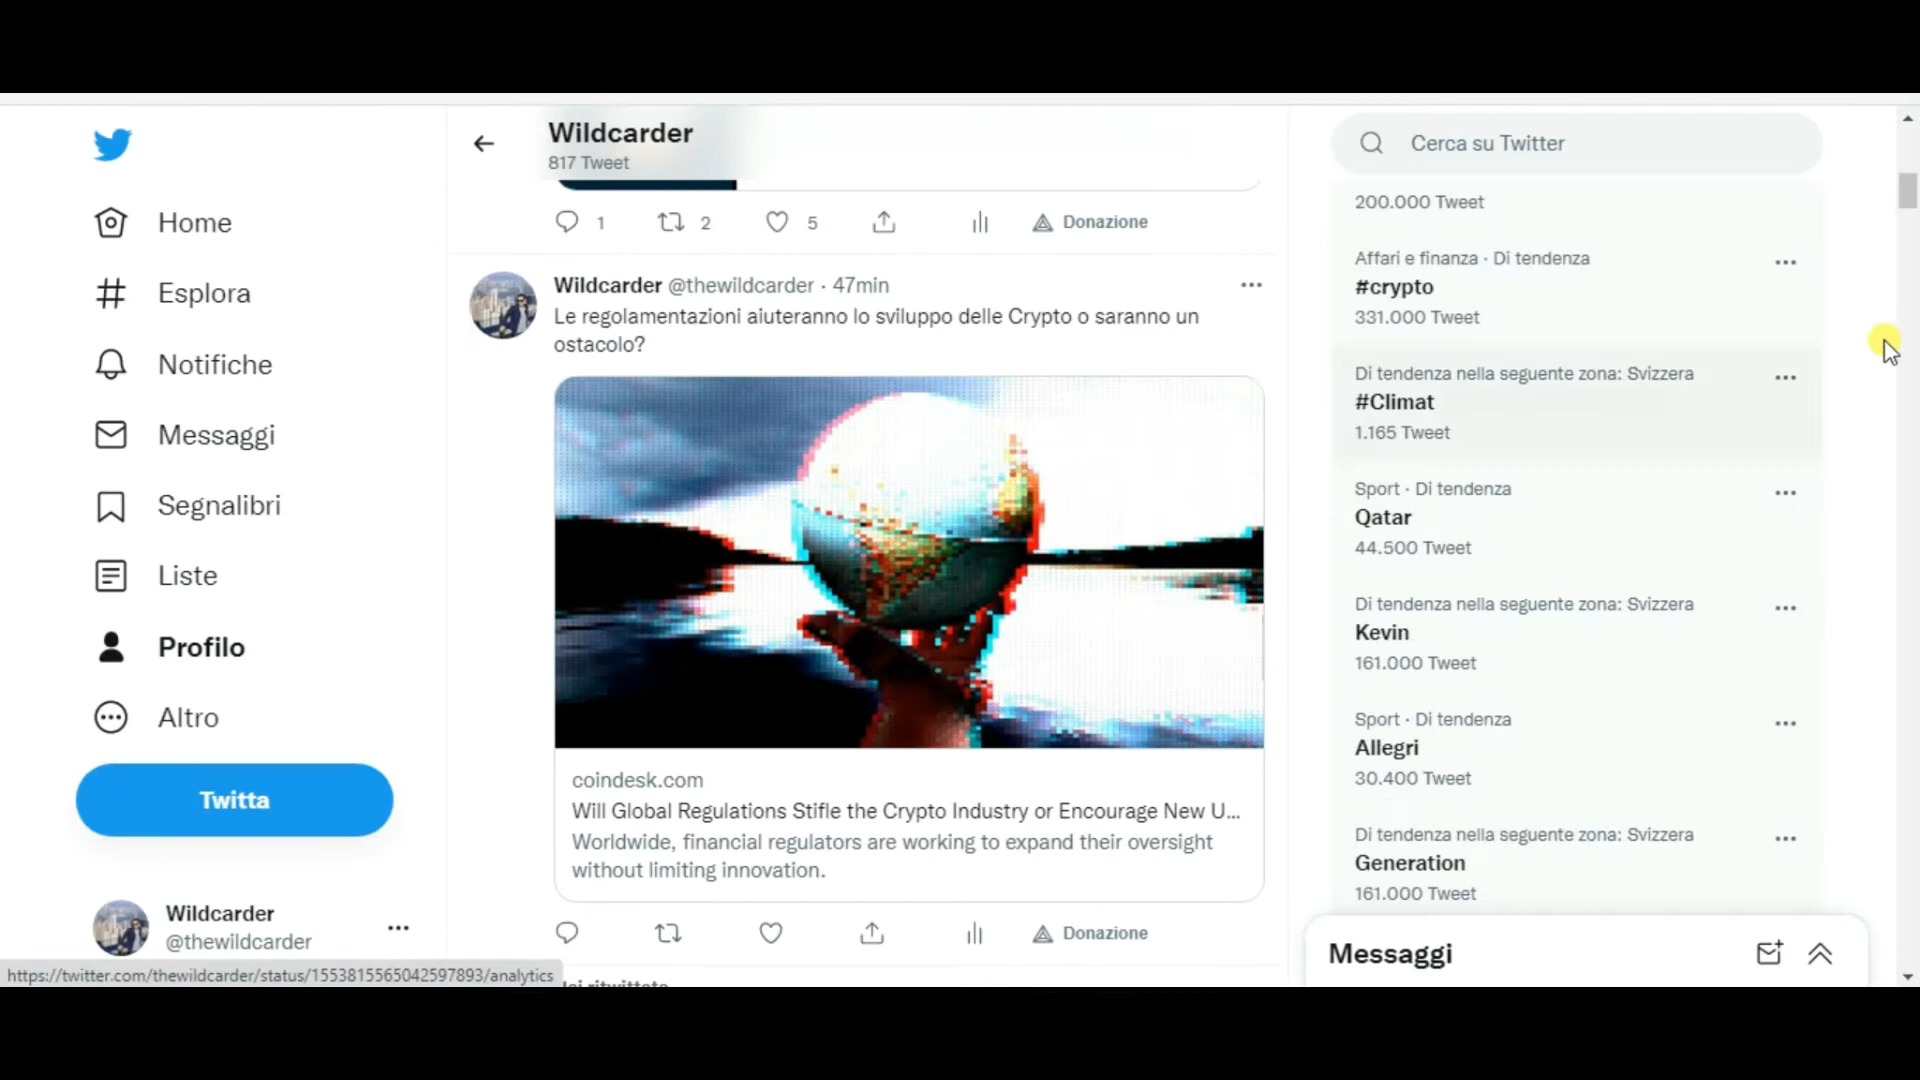 Wildcarder
817 Tweet
Home
Esplora
Notifiche
Messaggi
Segnalibri
Liste
Profilo
Altro
Twitta
Wildcarder
@thewildcarder
https://twitter.com/thewildcarder/status/1553815565042597893/analytics
1 2 5 Donazione
Wildcarder @thewildcarder · 47min
Le regolamentazioni aiuteranno lo sviluppo delle Crypto o saranno un
ostacolo?
coindesk.com
Will Global Regulations Stifle the Crypto Industry or Encourage New U...
Worldwide, financial regulators are working to expand their oversight
without limiting innovation.
Donazione
ritwittato
Cerca su Twitter
200.000 Tweet
Affari e finanza · Di tendenza
#crypto
331.000 Tweet
Di tendenza nella seguente zona: Svizzera
#Climat
1.165 Tweet
Sport · Di tendenza
Qatar
44.500 Tweet
Di tendenza nella seguente zona: Svizzera
Kevin
161.000 Tweet
Sport · Di tendenza
Allegri
30.400 Tweet
Di tendenza nella seguente zona: Svizzera
Generation
161.000 Tweet
Messaggi